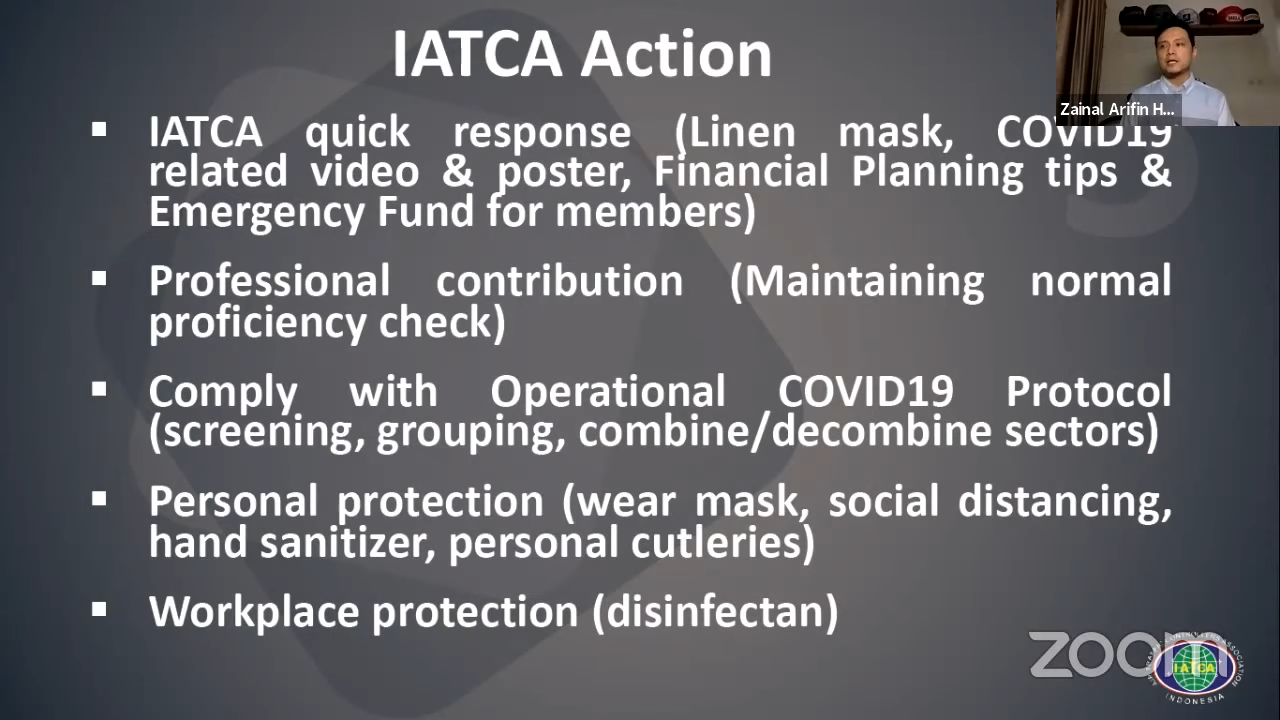 IATCA Action
Zainal Arifin H...
▪ IATCA quick response (Linen mask, COVID19
related video & poster, Financial Planning tips &
Emergency Fund for members)
▪ Professional contribution (Maintaining normal
proficiency check)
▪ Comply with Operational COVID19 Protocol
(screening, grouping, combine/decombine sectors)
▪ Personal protection (wear mask, social distancing,
hand sanitizer, personal cutleries)
▪ Workplace protection (disinfectan)
zoom
IATCA
INDONESIA